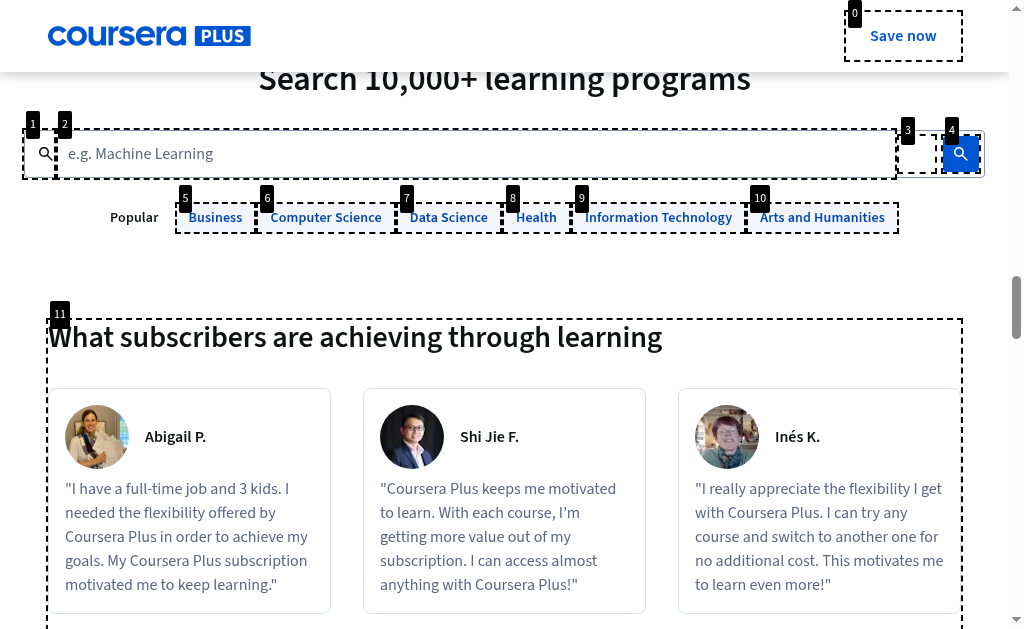 coursera PLUS
0
Save now
Search 10,000+ learning programs
1
2
3
4
e.g. Machine Learning
5
6
7
8
9
10
Popular
Business
Computer Science
Data Science
Health
Information Technology
Arts and Humanities
11
What subscribers are achieving through learning
Abigail P.
"I have a full-time job and 3 kids. I
needed the flexibility offered by
Coursera Plus in order to achieve my
goals. My Coursera Plus subscription
motivated me to keep learning."
Shi Jie F.
"Coursera Plus keeps me motivated
to learn. With each course, I’m
getting more value out of my
subscription. I can access almost
anything with Coursera Plus!"
Inés K.
"I really appreciate the flexibility I get
with Coursera Plus. I can try any
course and switch to another one for
no additional cost. This motivates me
to learn even more!"